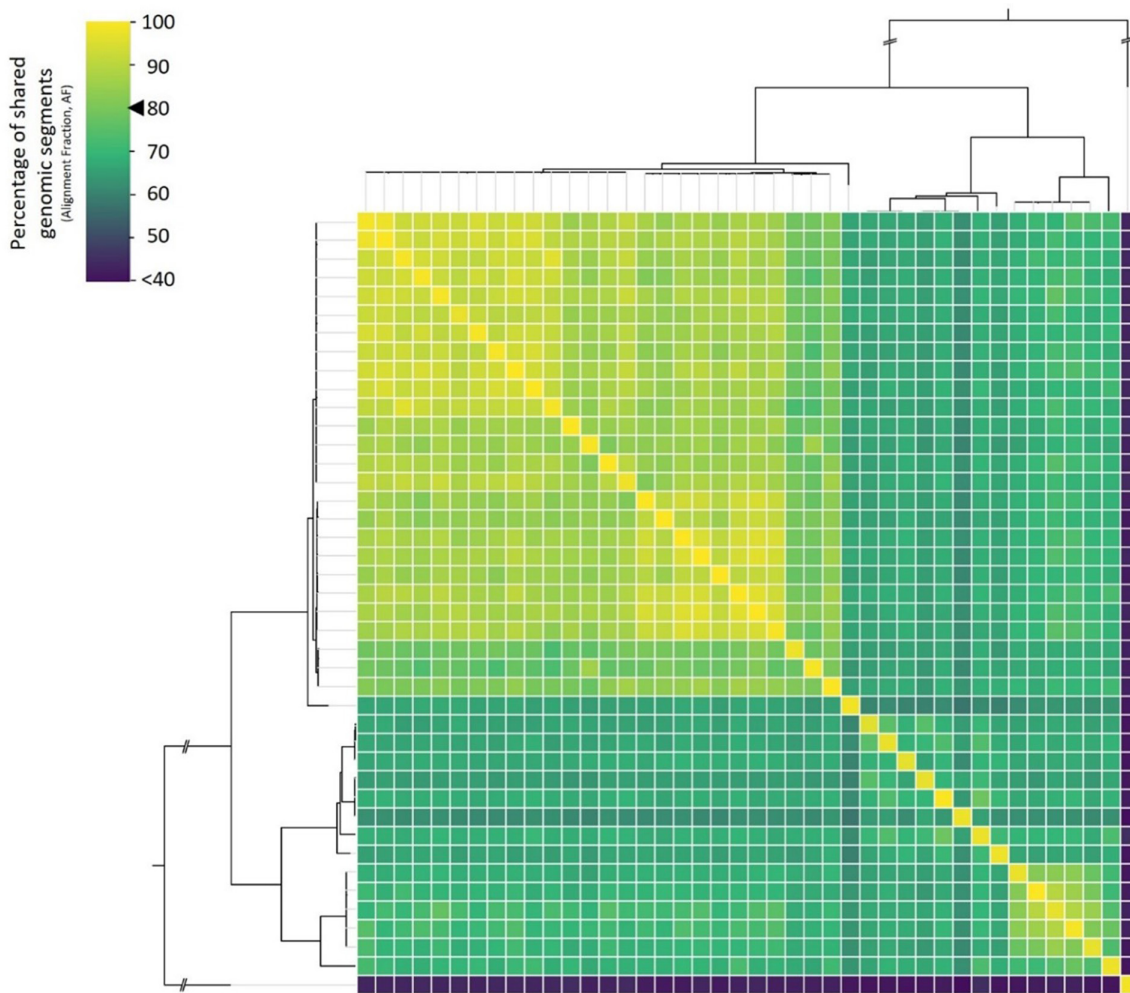 Percentage of shared
genomic segments
(Alignment Fraction, AF)
100
90
80
70
60
50
<40